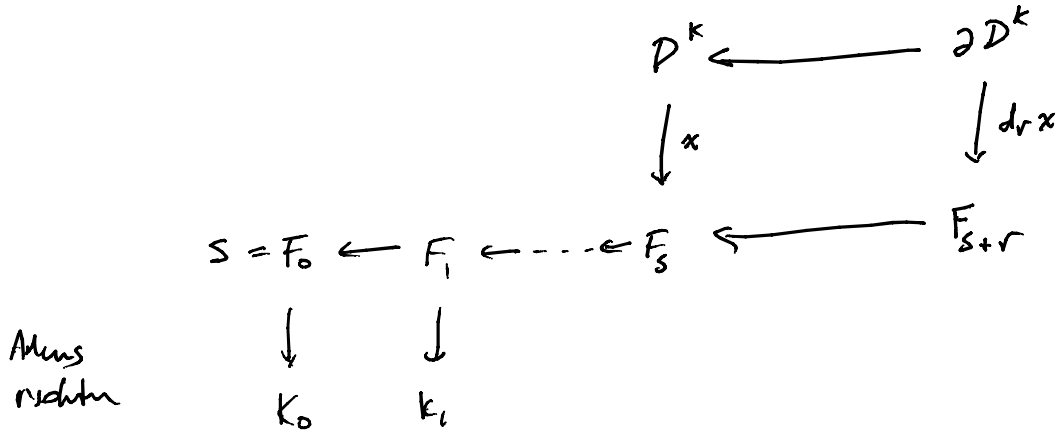 D^k ← ∂D^k
↓ x ↓ d_r x
S = F_0 ← F_1 ← - - - ← F_s ← F_{s+r}
↓ ↓
Adams
resolution
K_0 K_1